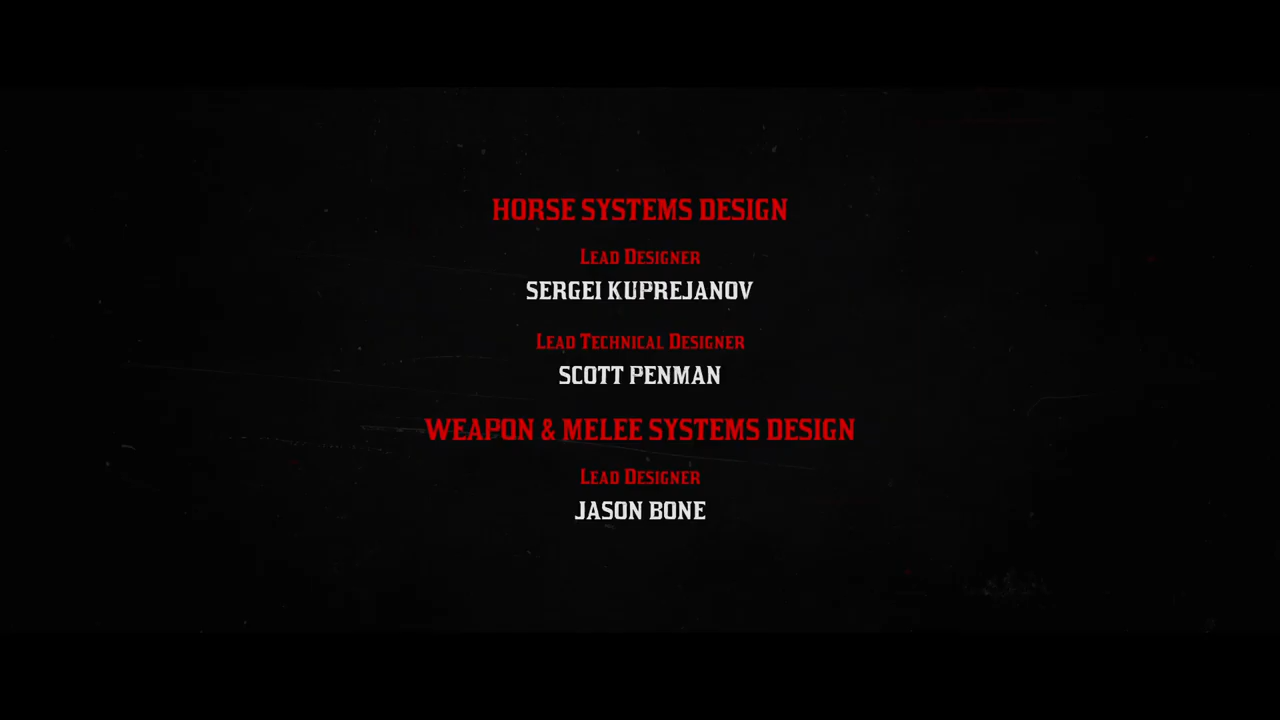 HORSE SYSTEMS DESIGN
LEAD DESIGNER
SERGEI KUPREJANOV
LEAD TECHNICAL DESIGNER
SCOTT PENMAN
WEAPON & MELEE SYSTEMS DESIGN
LEAD DESIGNER
JASON BONE